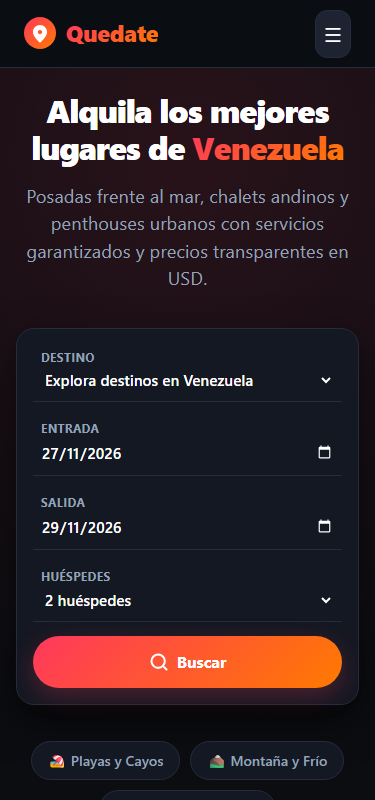 Quedate
Alquila los mejores
lugares de Venezuela
Posadas frente al mar, chalets andinos y
penthouses urbanos con servicios
garantizados y precios transparentes en
USD.
DESTINO
Explora destinos en Venezuela
ENTRADA
27/11/2026
SALIDA
29/11/2026
HUÉSPEDES
2 huéspedes
Buscar
Playas y Cayos
Montaña y Frío